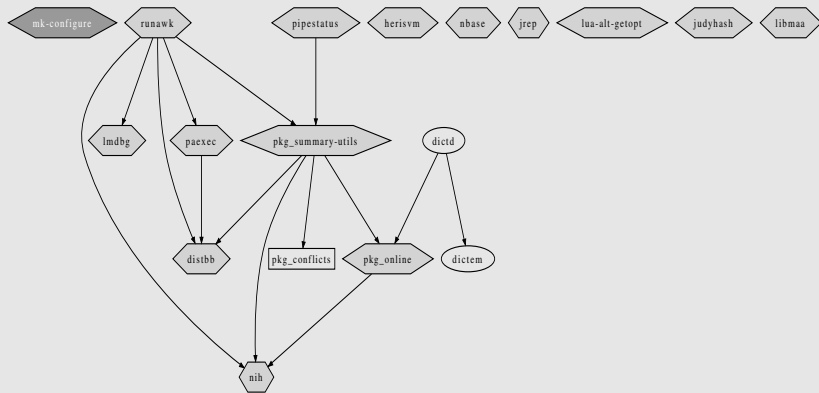 mk-configure
runawk
pipestatus
herisvm
nbase
jrep
lua-alt-getopt
judyhash
libmaa
lmdbg
paexec
pkg_summary-utils
dictd
distbb
pkg_conflicts
pkg_online
dictem
nih